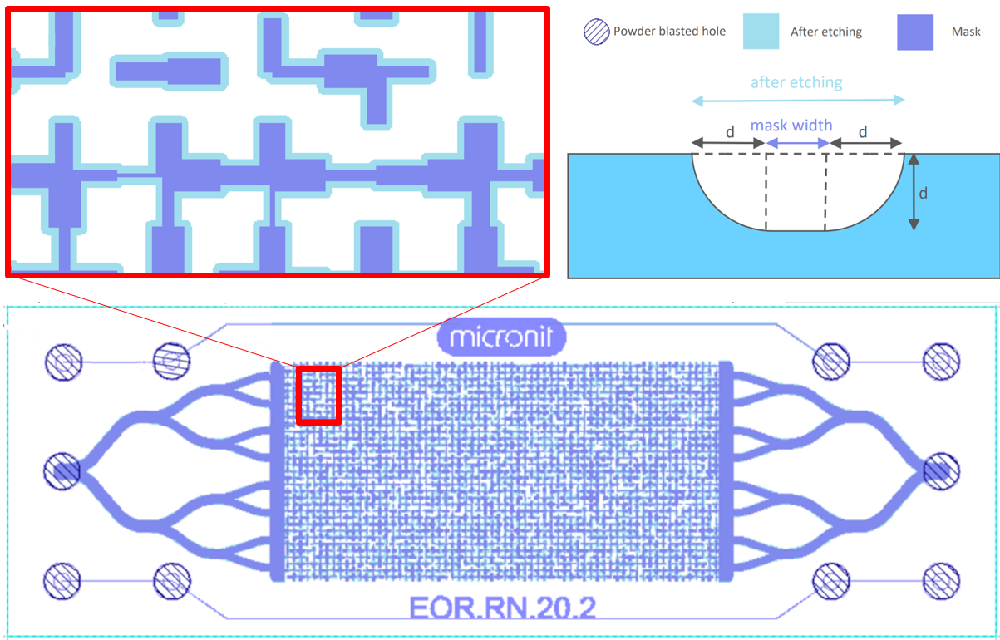 Powder blasted hole
After etching
Mask
after etching
d
mask width
d
d
micronit
EOR.RN.20.2